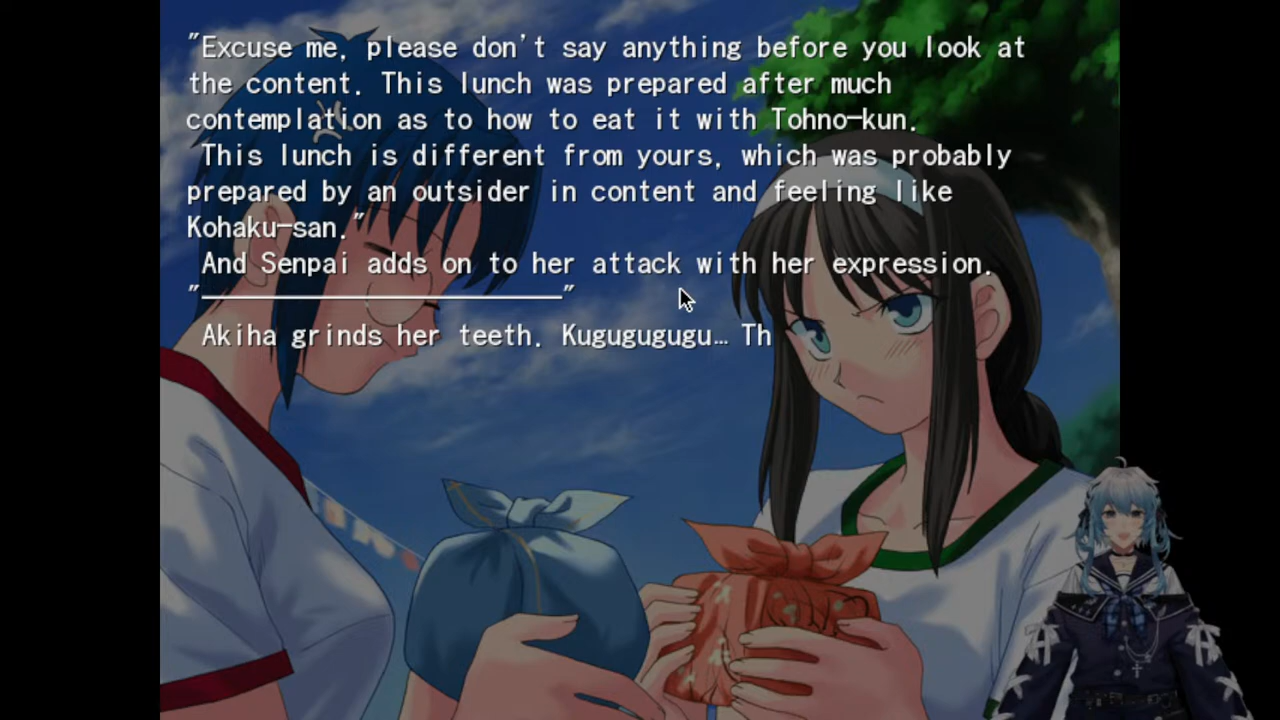 "Excuse me, please don't say anything before you look at
the content. This lunch was prepared after much
contemplation as to how to eat it with Tohno-kun.
This lunch is different from yours, which was probably
prepared by an outsider in content and feeling like
Kohaku-san."
And Senpai adds on to her attack with her expression.
"————————————————"
Akiha grinds her teeth. Kugugugugu… Th